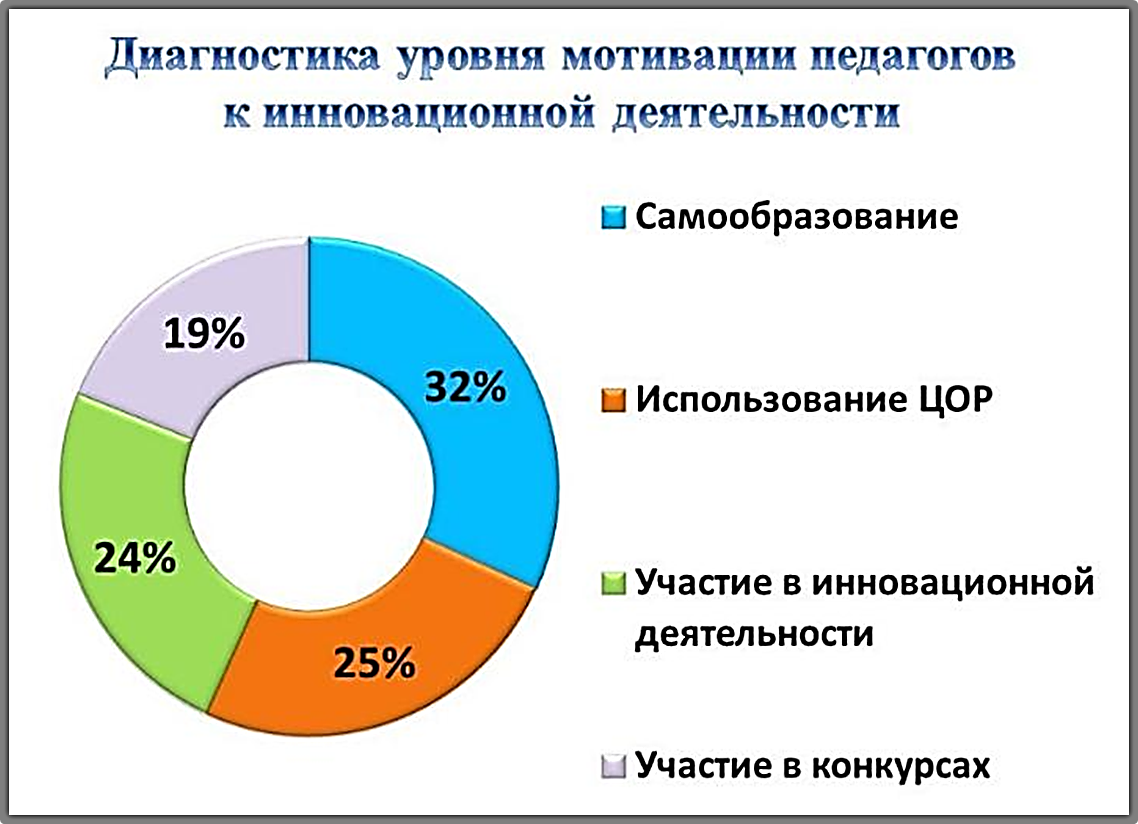 Диагностика уровня мотивации педагогов
к инновационной деятельности
Самообразование
19%
32%
Использование ЦОР
24%
Участие в инновационной
деятельности
25%
Участие в конкурсах